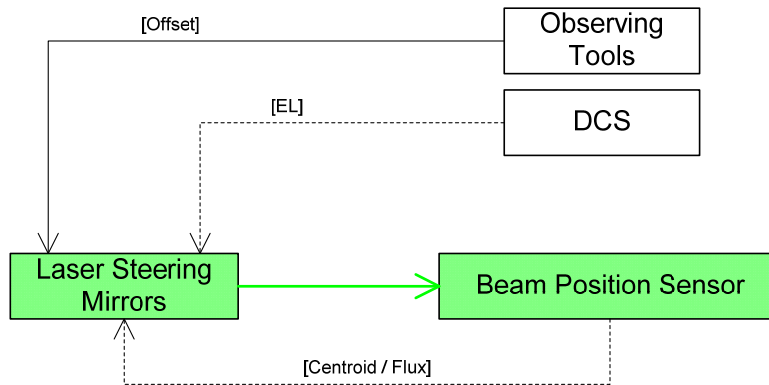 [Offset]
Observing
Tools
[EL]
DCS
Laser Steering
Mirrors
Beam Position Sensor
[Centroid / Flux]